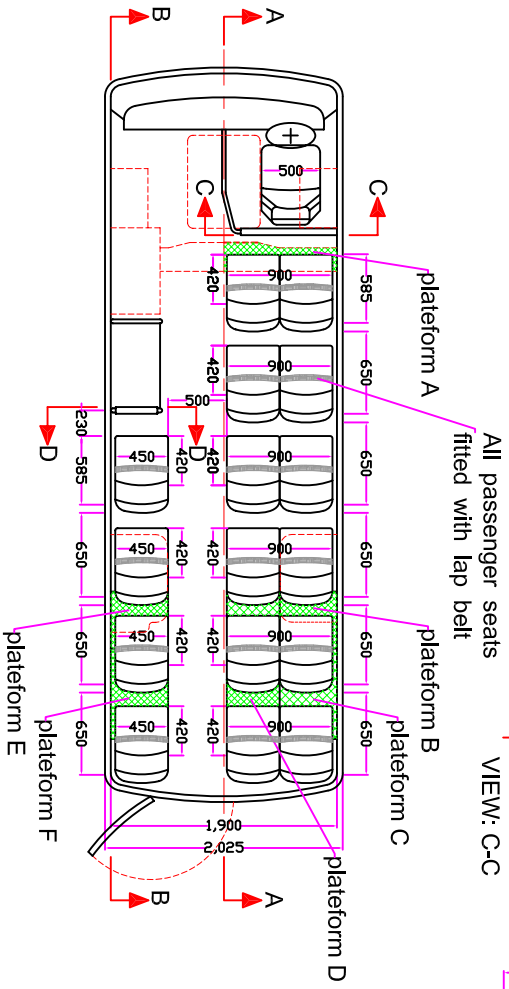 VIEW: C-C
All passenger seats
fitted with lap belt
plateform A
plateform B
plateform C
C
585
650
650
650
650
650
plateform D
500
A
900
900
900
900
900
900
A
1,900
2,025
C
420
420
420
420
420
420
500
D
420
420
420
420
B
450
450
450
450
B
230
585
650
650
650
D
plateform F
plateform E